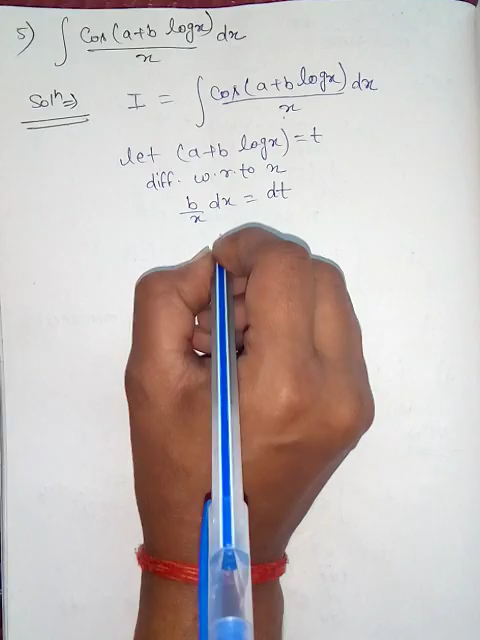 5) ∫ Cos(a+b logx)/x dx
Solⁿ⇒ I = ∫ Cos(a+b logx)/x dx
let (a+b logx)=t
diff. w.r.to x
b/x dx = dt